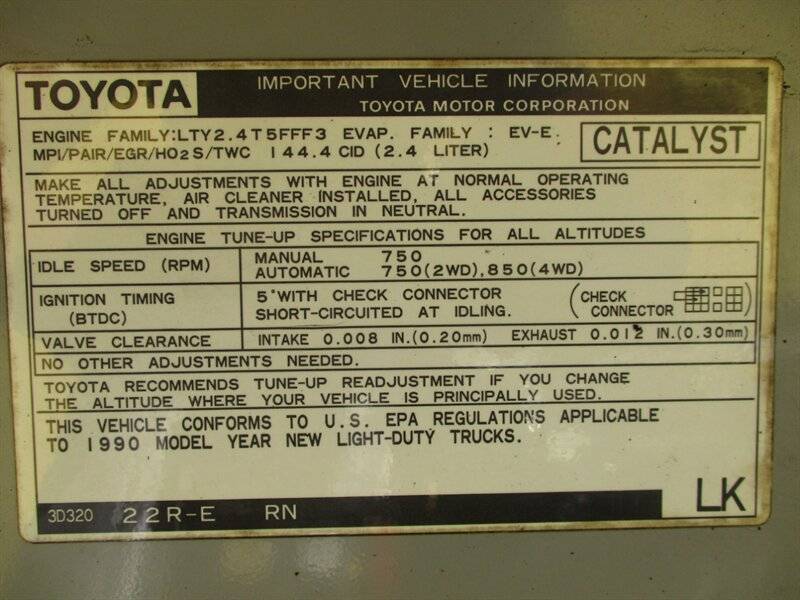 TOYOTA IMPORTANT VEHICLE INFORMATION
TOYOTA MOTOR CORPORATION
ENGINE FAMILY:LTY2.4T5FFF3 EVAP. FAMILY : EV-E.
MPI/PAIR/EGR/HO2S/TWC 144.4 CID (2.4 LITER)
CATALYST
MAKE ALL ADJUSTMENTS WITH ENGINE AT NORMAL OPERATING
TEMPERATURE, AIR CLEANER INSTALLED, ALL ACCESSORIES
TURNED OFF AND TRANSMISSION IN NEUTRAL.
ENGINE TUNE-UP SPECIFICATIONS FOR ALL ALTITUDES
IDLE SPEED (RPM)
MANUAL 750
AUTOMATIC 750(2WD),850(4WD)
IGNITION TIMING
(BTDC)
5°WITH CHECK CONNECTOR
SHORT-CIRCUITED AT IDLING.
(CHECK
CONNECTOR )
VALVE CLEARANCE INTAKE 0.008 IN.(0.20mm) EXHAUST 0.012 IN.(0.30mm)
NO OTHER ADJUSTMENTS NEEDED.
TOYOTA RECOMMENDS TUNE-UP READJUSTMENT IF YOU CHANGE
THE ALTITUDE WHERE YOUR VEHICLE IS PRINCIPALLY USED.
THIS VEHICLE CONFORMS TO U.S. EPA REGULATIONS APPLICABLE
TO 1990 MODEL YEAR NEW LIGHT-DUTY TRUCKS.
3D320 22R-E RN
LK